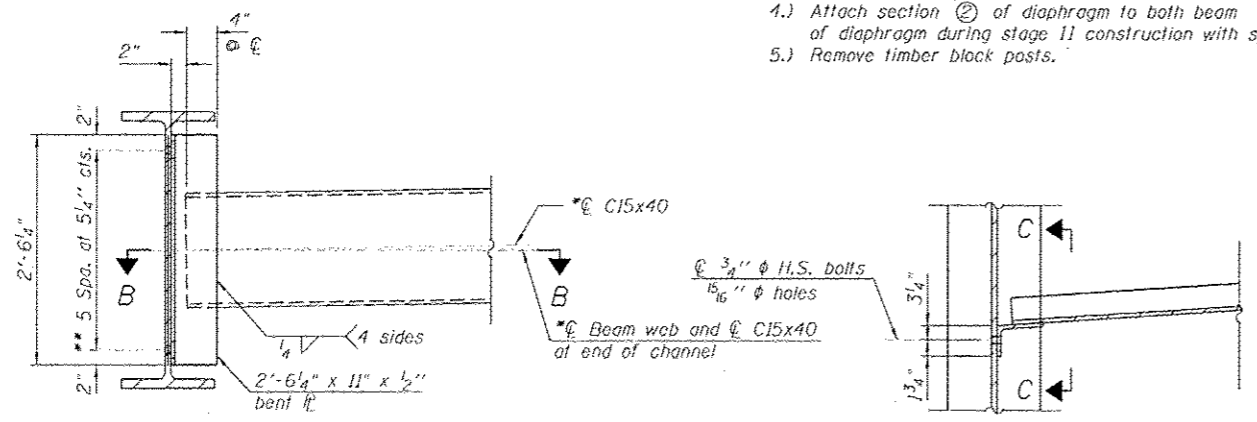 4.) Attach section ② of diaphragm to both beam
of diaphragm during stage II construction with s
5.) Remove timber block posts.
4"
@ ℄
2"
2"
2'-6¼"
** 5 Spa. at 5¼" cts.
2"
B
B
*℄ C15x40
*℄ Beam web and ℄ C15x40
at end of channel
¼
4 sides
2'-6¼" x 11" x ½"
bent ℄
℄ ¾" ϕ H.S. bolts
15/16" ϕ holes
3¼"
1¾"
C
C